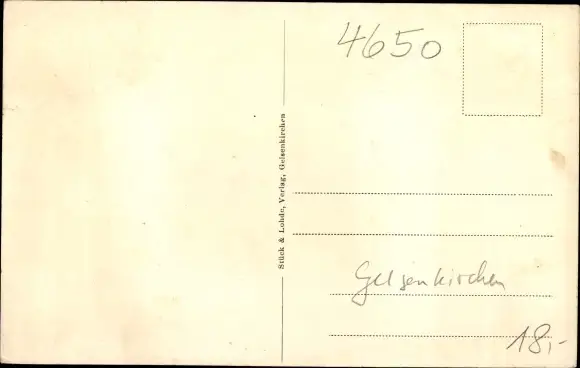 4650
Stück & Lohde, Verlag, Gelsenkirchen
Gelsenkirchen
18,-